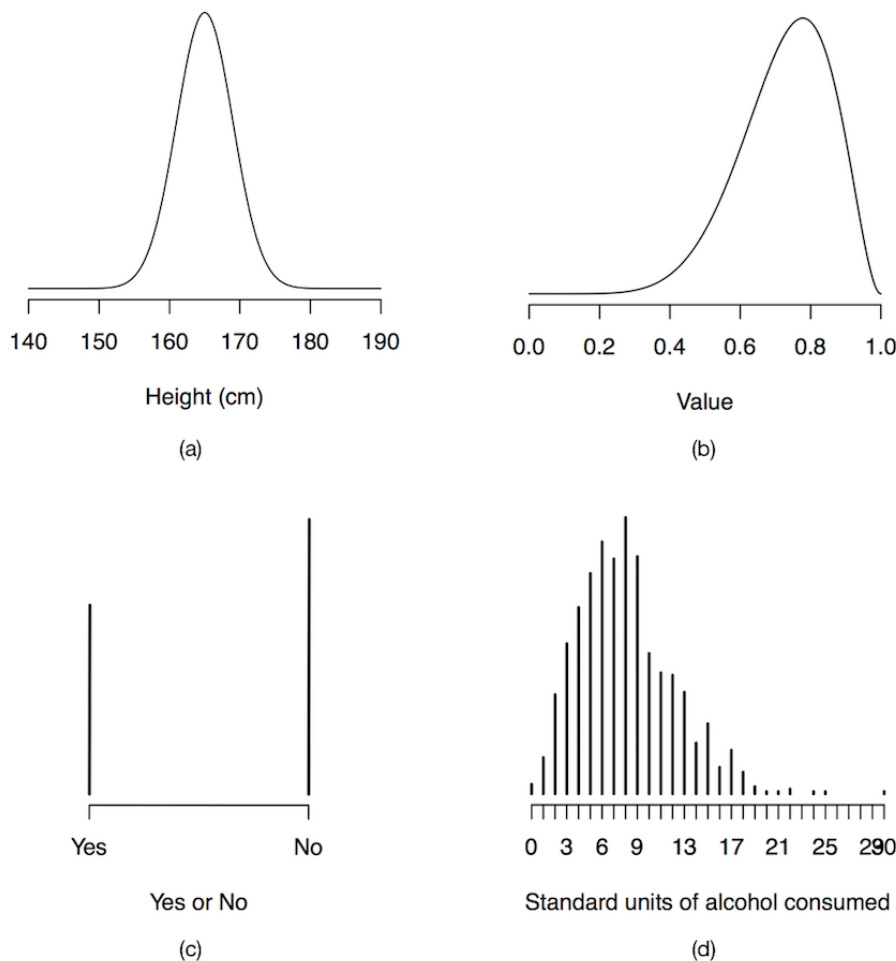 140 150 160 170 180 190
Height (cm)
(a)
0.0 0.2 0.4 0.6 0.8 1.0
Value
(b)
Yes No
Yes or No
(c)
0 3 6 9 13 17 21 25 29 30
Standard units of alcohol consumed
(d)